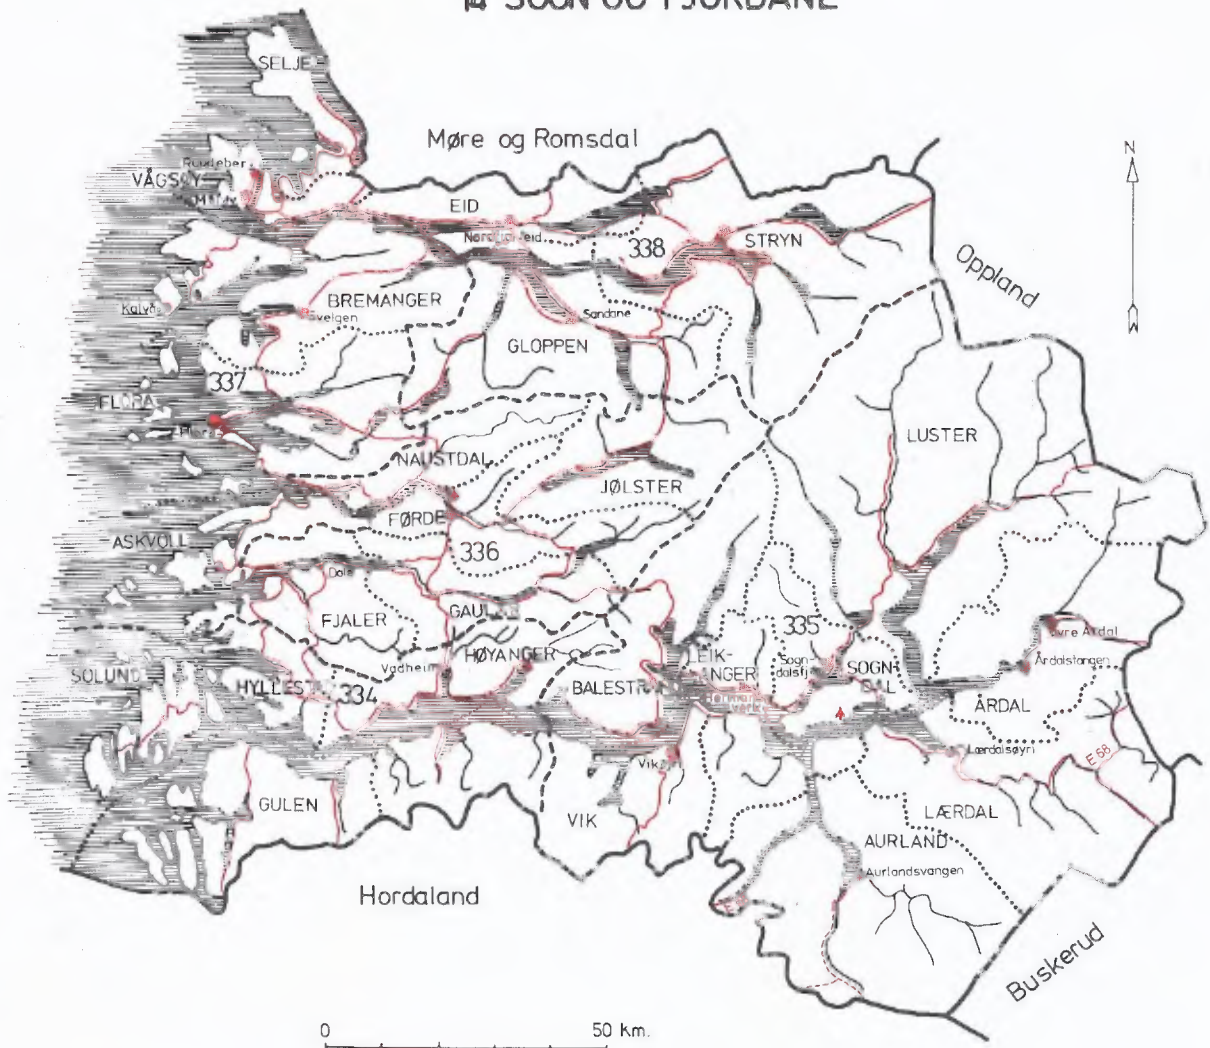 14 SOGN OG FJORDANE
SELJE
Møre og Romsdal
N
VÅGSØY
EID
Nordfjordeid
338
STRYN
Oppland
BREMANGER
Kalvåg
Svelgen
Sandane
GLOPPEN
337
FLORA
LUSTER
NAUSTDAL
JØLSTER
FØRDE
ASKVOLL
336
Dale
FJALER
GAULAR
335
Øvre Årdal
Årdalstangen
HØYANGER
LEIK-
ANGER
Sogn-
dalsfj.
SOGN-
DAL
Vadheim
SOLUND
HYLLESTAD
334
BALESTRAND
ÅRDAL
Lærdalsøyri
E 68
Vik
GULEN
VIK
LÆRDAL
AURLAND
Aurlandsvangen
Hordaland
Buskerud
0 50 Km.